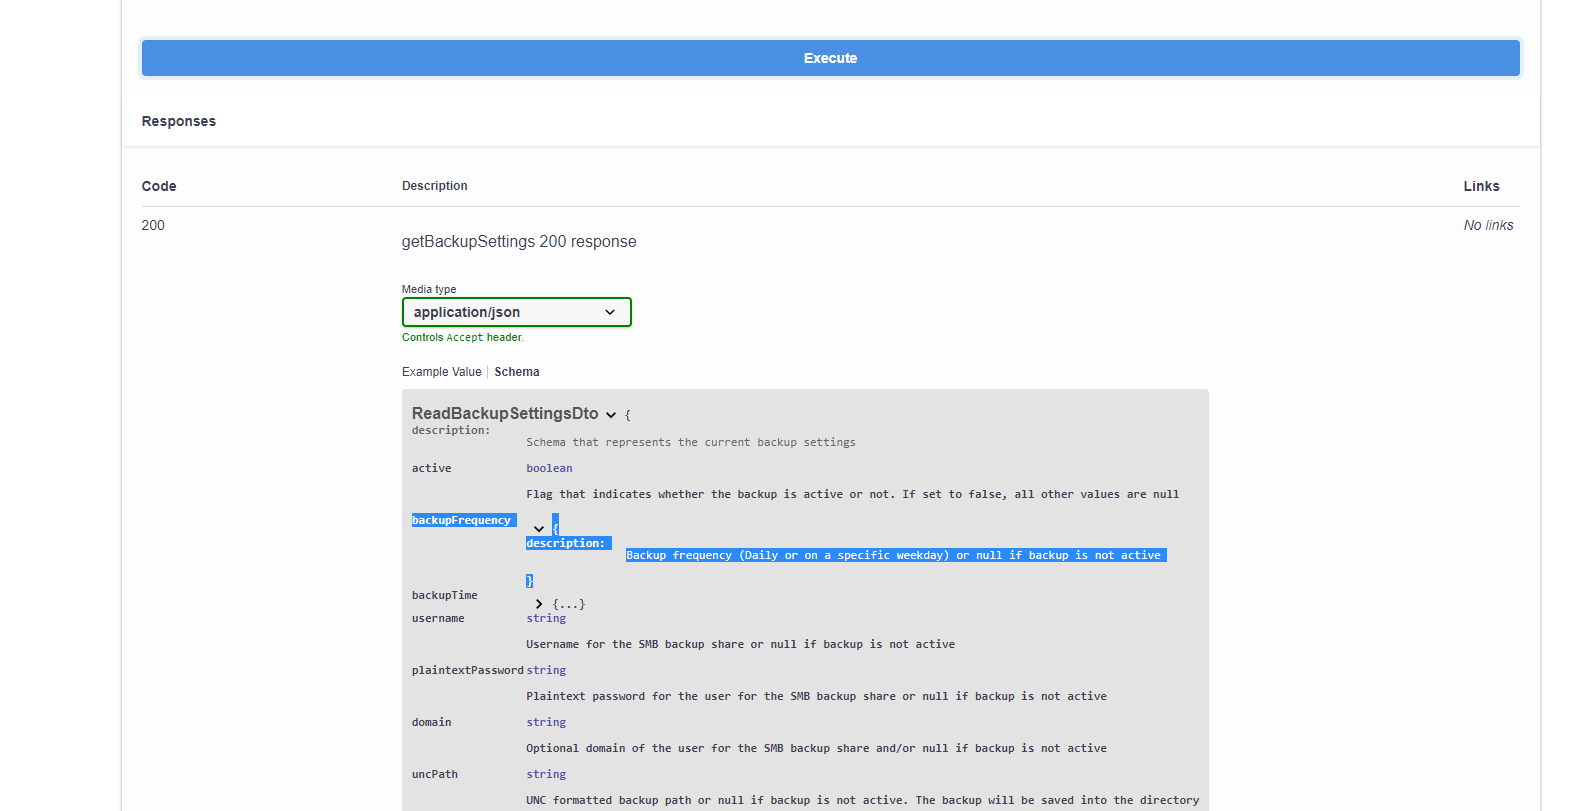 Execute
Responses
Code Description Links
200 getBackupSettings 200 response No links
Media type
application/json
Controls Accept header.
Example Value Schema
ReadBackupSettingsDto {
description:
Schema that represents the current backup settings
active boolean
Flag that indicates whether the backup is active or not. If set to false, all other values are null
backupFrequency {
description:
Backup frequency (Daily or on a specific weekday) or null if backup is not active
}
backupTime {...}
username string
Username for the SMB backup share or null if backup is not active
plaintextPassword string
Plaintext password for the user for the SMB backup share or null if backup is not active
domain string
Optional domain of the user for the SMB backup share and/or null if backup is not active
uncPath string
UNC formatted backup path or null if backup is not active. The backup will be saved into the directory